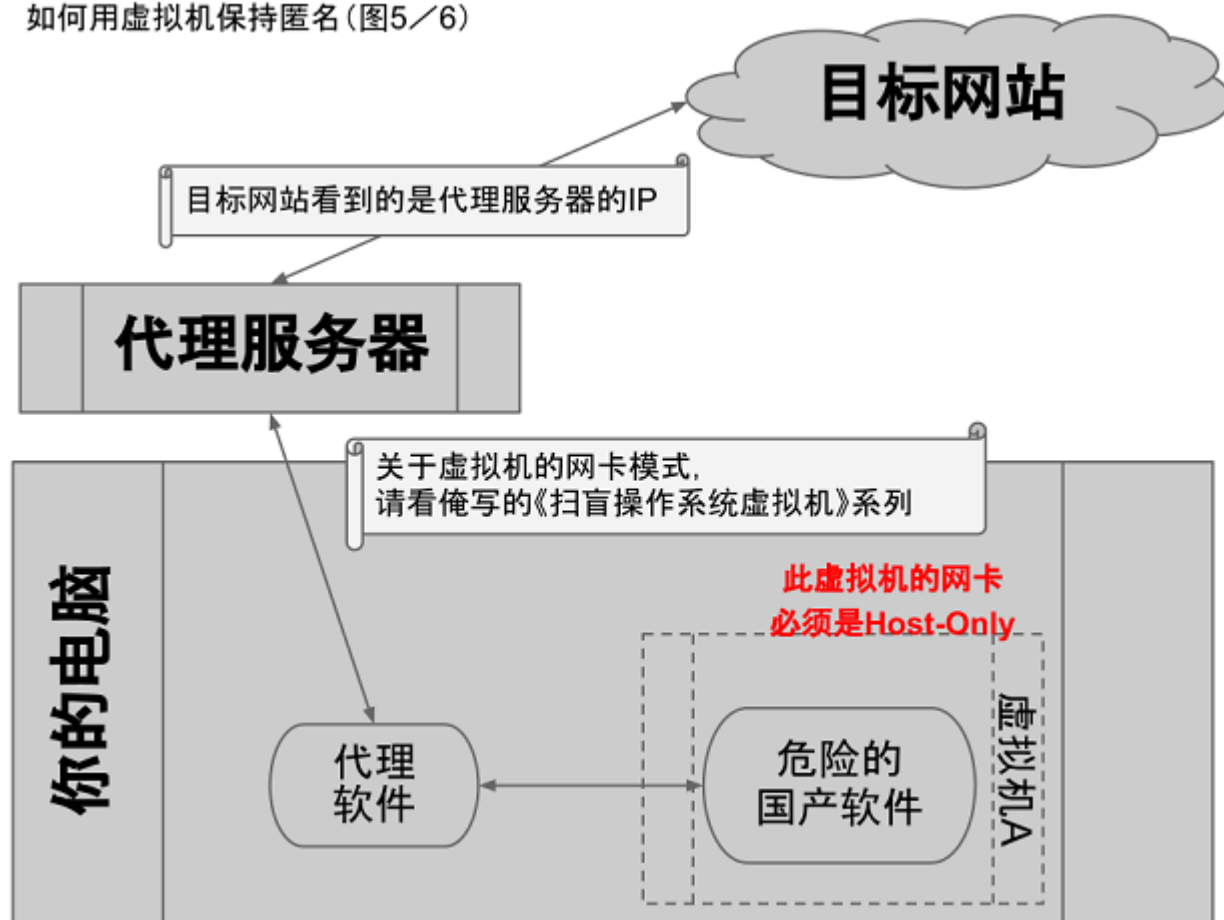 如何用虚拟机保持匿名(图5／6)
目标网站
目标网站看到的是代理服务器的IP
代理服务器
关于虚拟机的网卡模式,
请看俺写的《扫盲操作系统虚拟机》系列
此虚拟机的网卡
必须是Host-Only
你的电脑
代理
软件
危险的
国产软件
虚拟机A